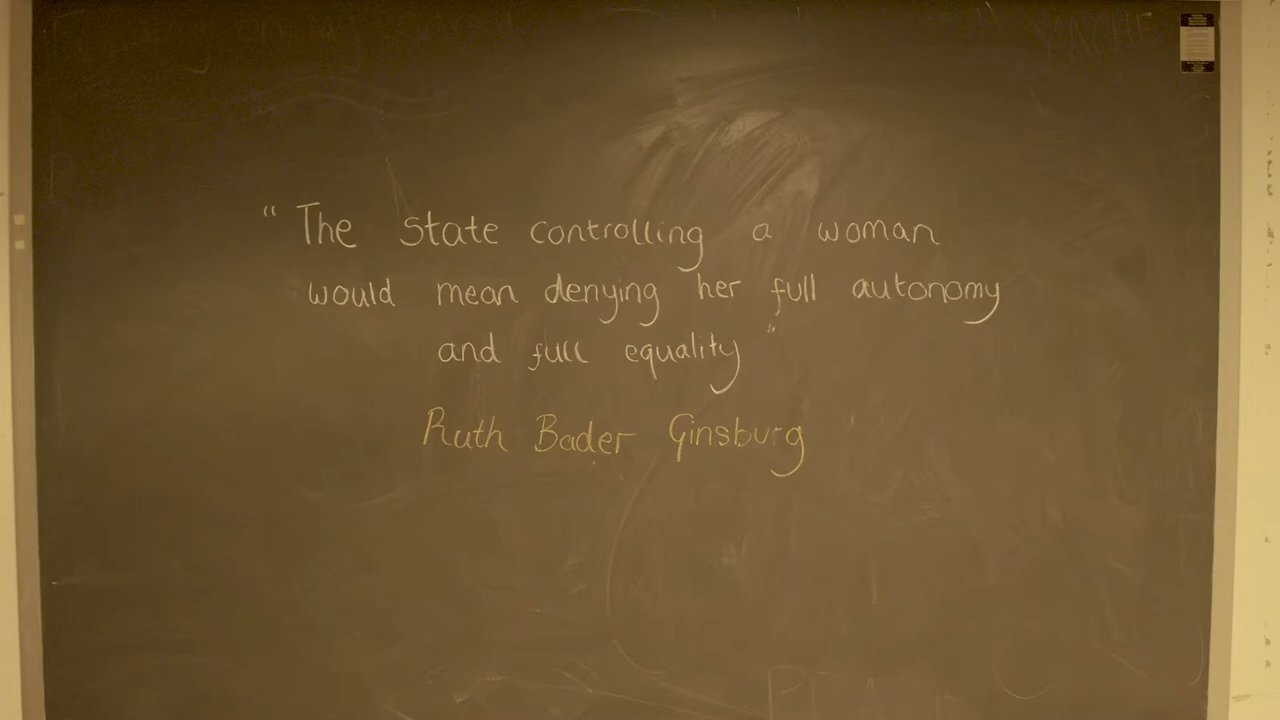 “ The state controlling a woman
would mean denying her full autonomy
and full equality ”
Ruth Bader Ginsburg